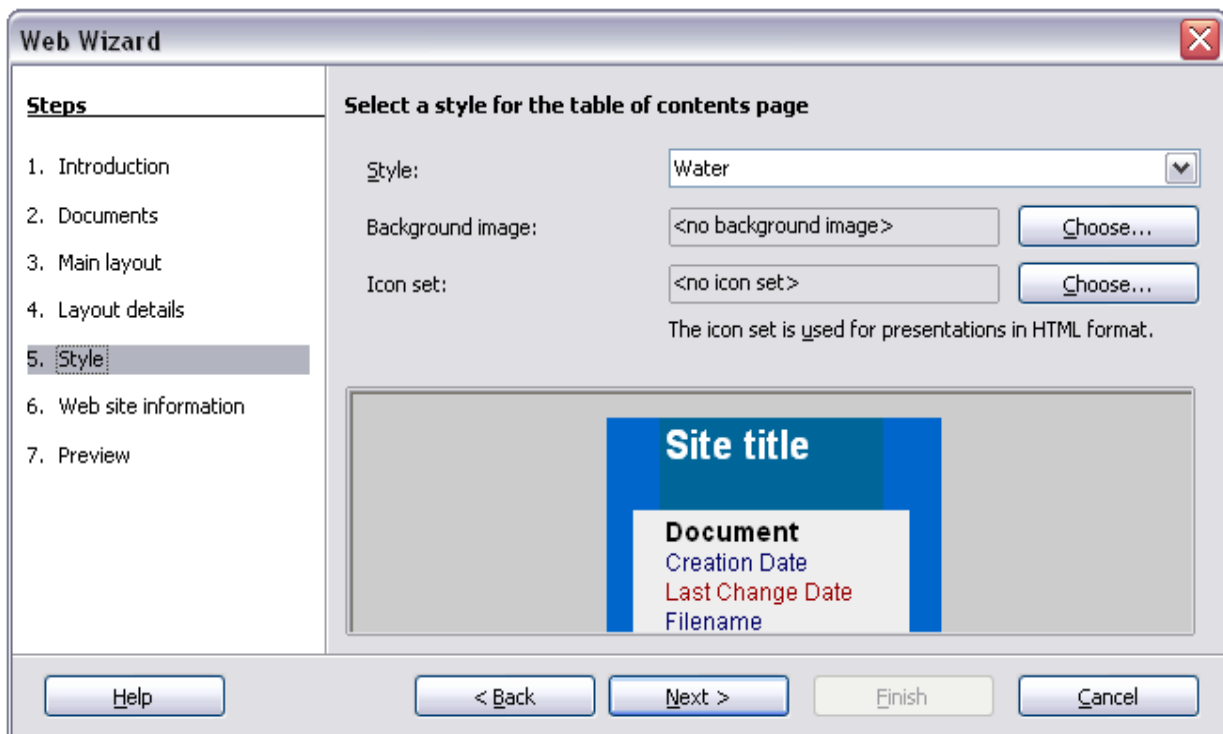 Web Wizard
Steps
1. Introduction
2. Documents
3. Main layout
4. Layout details
5. Style
6. Web site information
7. Preview
Select a style for the table of contents page
Style:
Water
Background image:
<no background image>
Choose...
Icon set:
<no icon set>
Choose...
The icon set is used for presentations in HTML format.
Site title
Document
Creation Date
Last Change Date
Filename
Help
< Back
Next >
Finish
Cancel